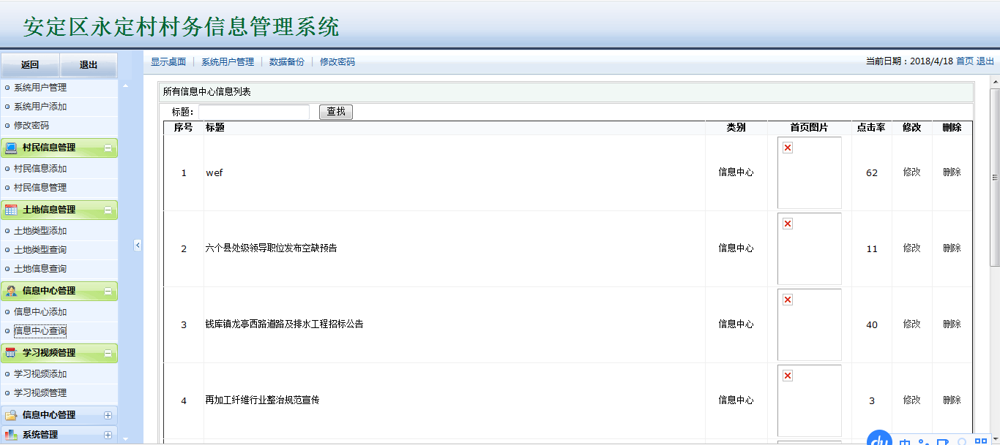 安定区永定村村务信息管理系统
返回 退出
显示桌面 系统用户管理 数据备份 修改密码
当前日期：2018/4/18 首页 退出
系统用户管理
系统用户添加
修改密码
村民信息管理
村民信息添加
村民信息管理
土地信息管理
土地类型添加
土地类型查询
土地信息查询
信息中心管理
信息中心添加
信息中心查询
学习视频管理
学习视频添加
学习视频管理
信息中心管理
系统管理
所有信息中心信息列表
标题： 查找
序号 标题 类别 首页图片 点击率 修改 删除
1 wef 信息中心 62 修改 删除
2 六个县处级领导职位发布空缺预告 信息中心 11 修改 删除
3 钱库镇龙亭西路道路及排水工程招标公告 信息中心 40 修改 删除
4 再加工纤维行业整治规范宣传 信息中心 3 修改 删除
du 中